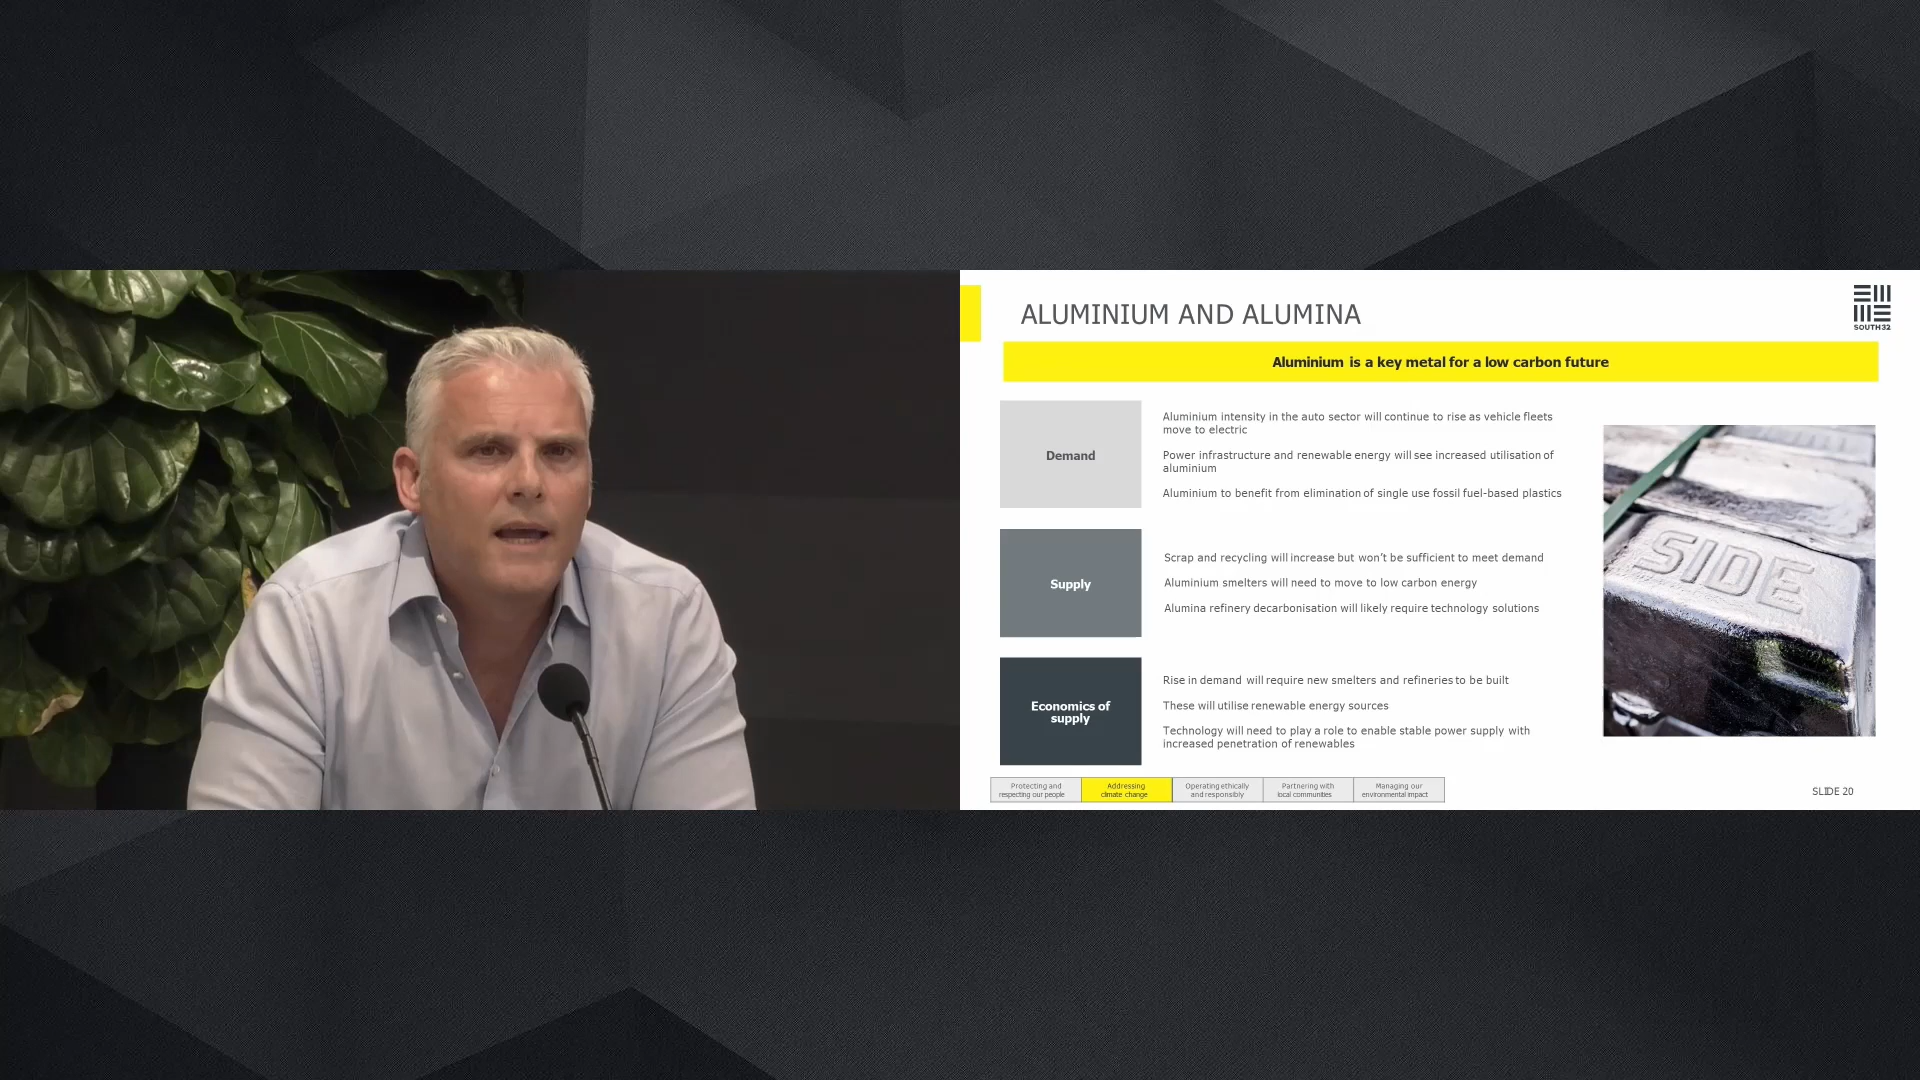 ALUMINIUM AND ALUMINA
SOUTH32
Aluminium is a key metal for a low carbon future
Demand
Aluminium intensity in the auto sector will continue to rise as vehicle fleets
move to electric
Power infrastructure and renewable energy will see increased utilisation of
aluminium
Aluminium to benefit from elimination of single use fossil fuel-based plastics
Supply
Scrap and recycling will increase but won't be sufficient to meet demand
Aluminium smelters will need to move to low carbon energy
Alumina refinery decarbonisation will likely require technology solutions
Economics of
supply
Rise in demand will require new smelters and refineries to be built
These will utilise renewable energy sources
Technology will need to play a role to enable stable power supply with
increased penetration of renewables
SIDE
Protecting and
respecting our people
Addressing
climate change
Operating ethically
and responsibly
Partnering with
local communities
Managing our
environmental impact
SLIDE 20